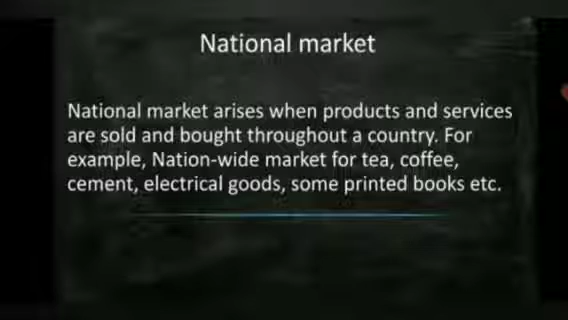 National market
National market arises when products and services
are sold and bought throughout a country. For
example, Nation-wide market for tea, coffee,
cement, electrical goods, some printed books etc.